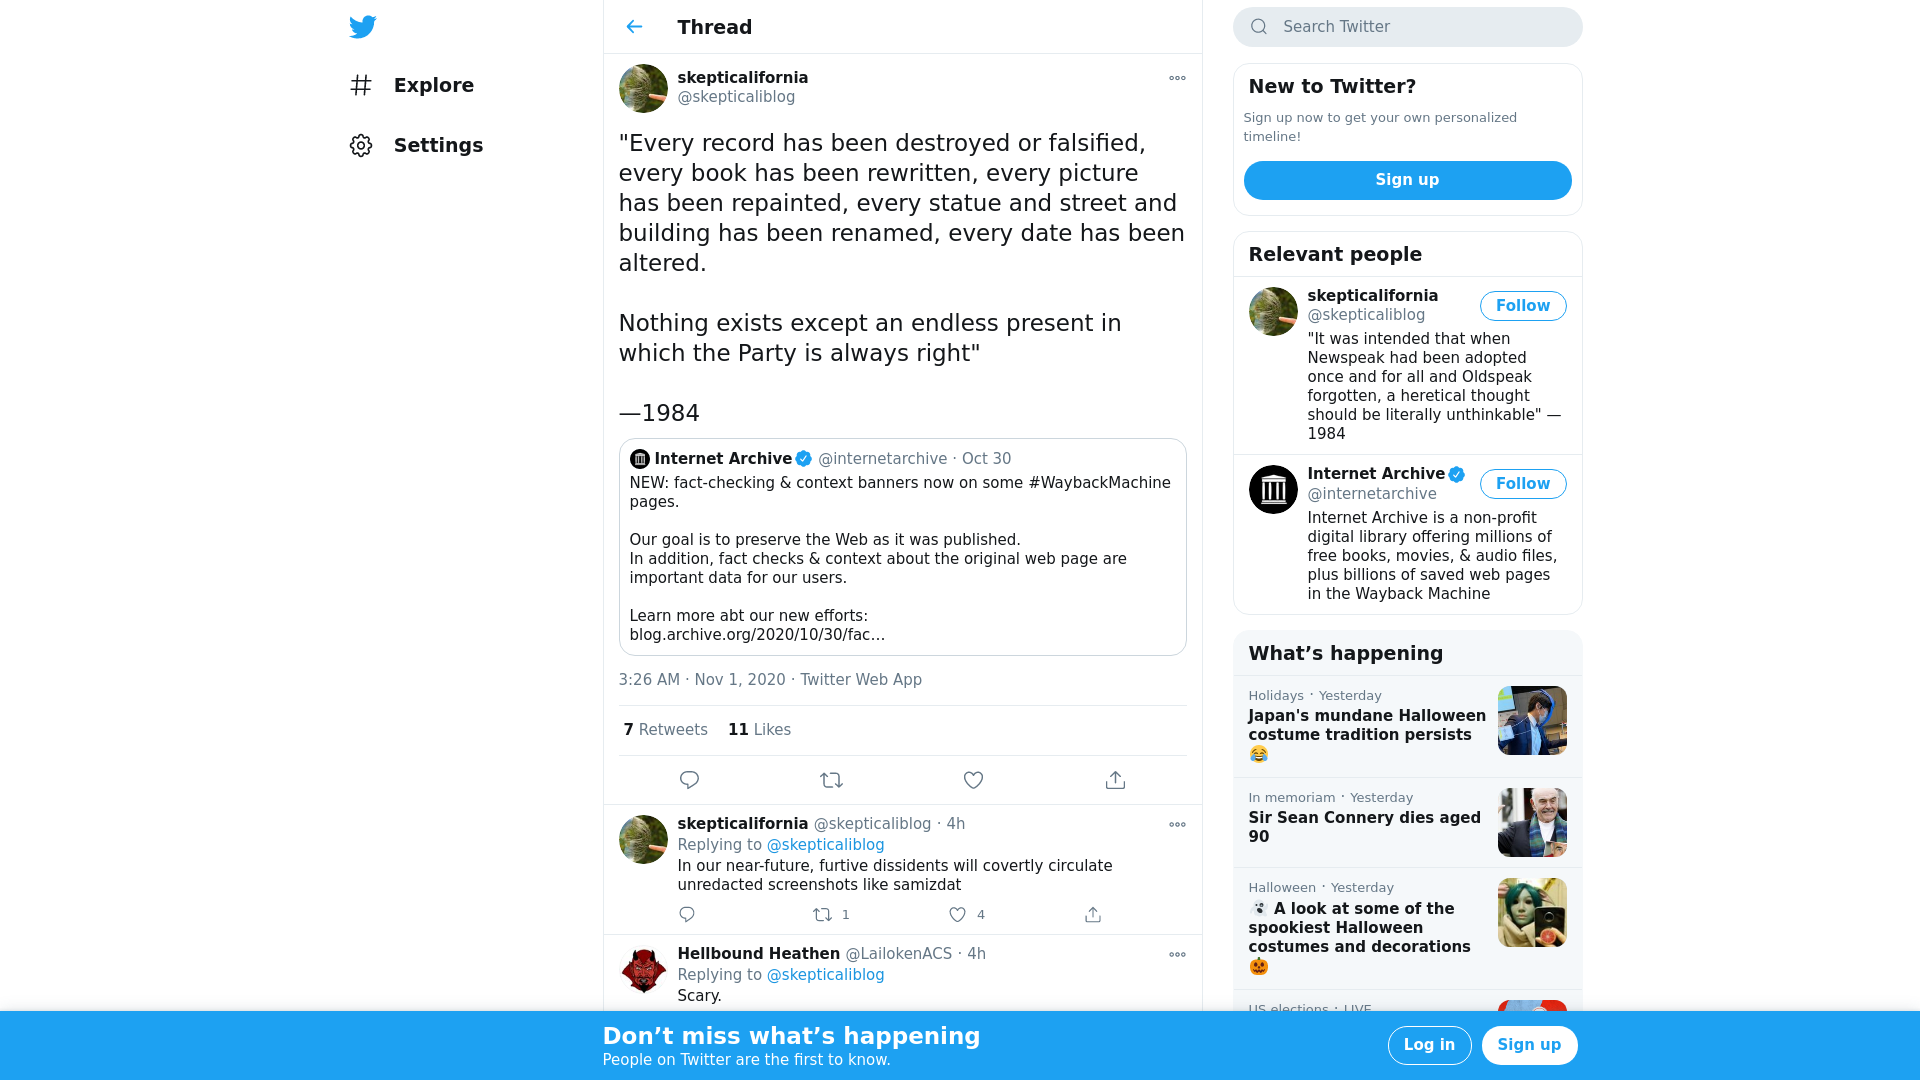 Explore
Settings
Thread
skepticalifornia
@skepticaliblog
"Every record has been destroyed or falsified,
every book has been rewritten, every picture
has been repainted, every statue and street and
building has been renamed, every date has been
altered.
Nothing exists except an endless present in
which the Party is always right"
—1984
Internet Archive @internetarchive · Oct 30
NEW: fact-checking & context banners now on some #WaybackMachine
pages.
Our goal is to preserve the Web as it was published.
In addition, fact checks & context about the original web page are
important data for our users.
Learn more abt our new efforts:
blog.archive.org/2020/10/30/fac…
3:26 AM · Nov 1, 2020 · Twitter Web App
7 Retweets 11 Likes
skepticalifornia @skepticaliblog · 4h
Replying to @skepticaliblog
In our near-future, furtive dissidents will covertly circulate
unredacted screenshots like samizdat
1 4
Hellbound Heathen @LailokenACS · 4h
Replying to @skepticaliblog
Scary.
Search Twitter
New to Twitter?
Sign up now to get your own personalized
timeline!
Sign up
Relevant people
skepticalifornia
@skepticaliblog
Follow
"It was intended that when
Newspeak had been adopted
once and for all and Oldspeak
forgotten, a heretical thought
should be literally unthinkable" —
1984
Internet Archive
@internetarchive
Follow
Internet Archive is a non-profit
digital library offering millions of
free books, movies, & audio files,
plus billions of saved web pages
in the Wayback Machine
What's happening
Holidays · Yesterday
Japan's mundane Halloween
costume tradition persists
😂
In memoriam · Yesterday
Sir Sean Connery dies aged
90
Halloween · Yesterday
👻 A look at some of the
spookiest Halloween
costumes and decorations
🎃
US elections · LIVE
Don't miss what's happening
People on Twitter are the first to know.
Log in
Sign up